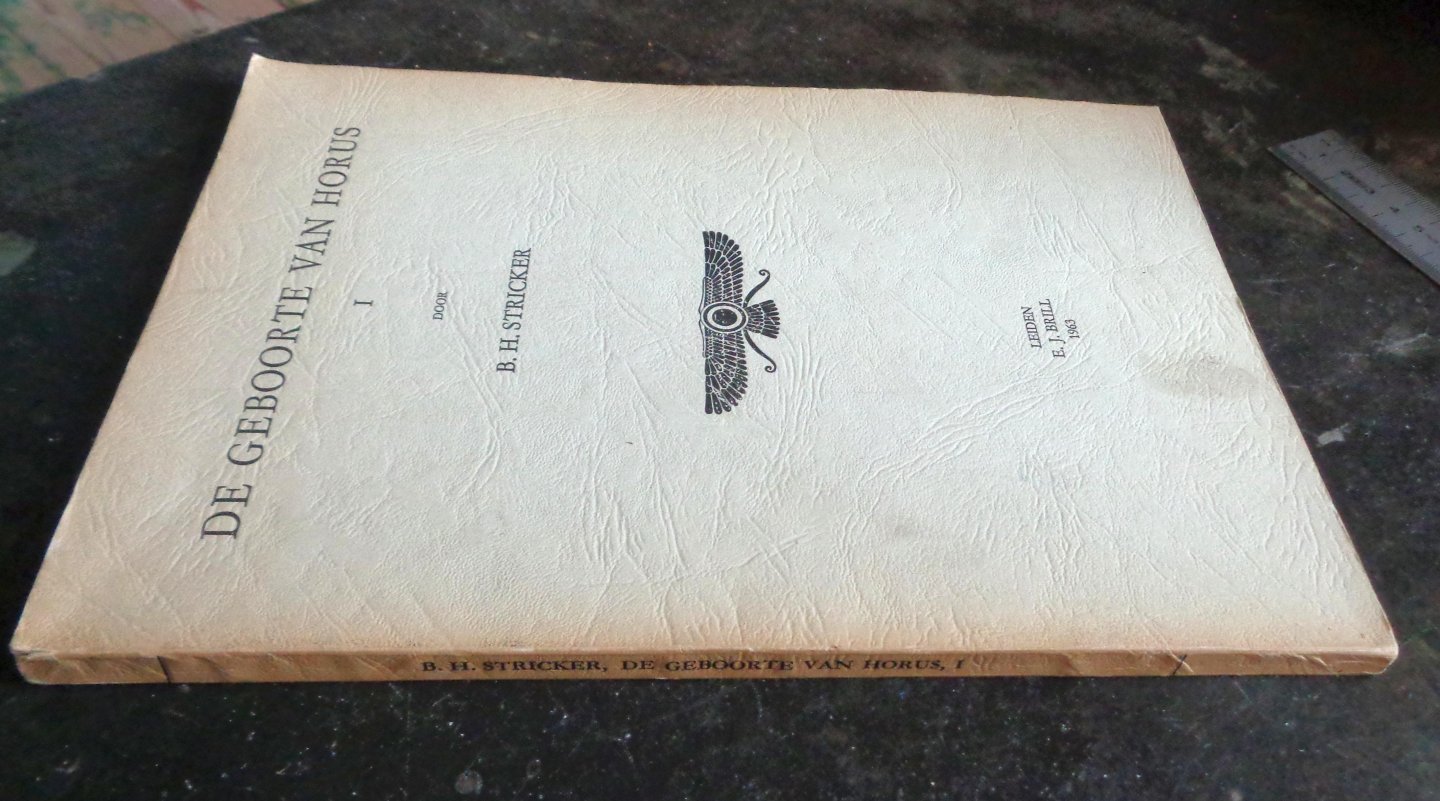 DE GEBOORTE VAN HORUS
I
DOOR
B. H. STRICKER
LEIDEN
E. J. BRILL
1963
B. H. STRICKER, DE GEBOORTE VAN HORUS, I